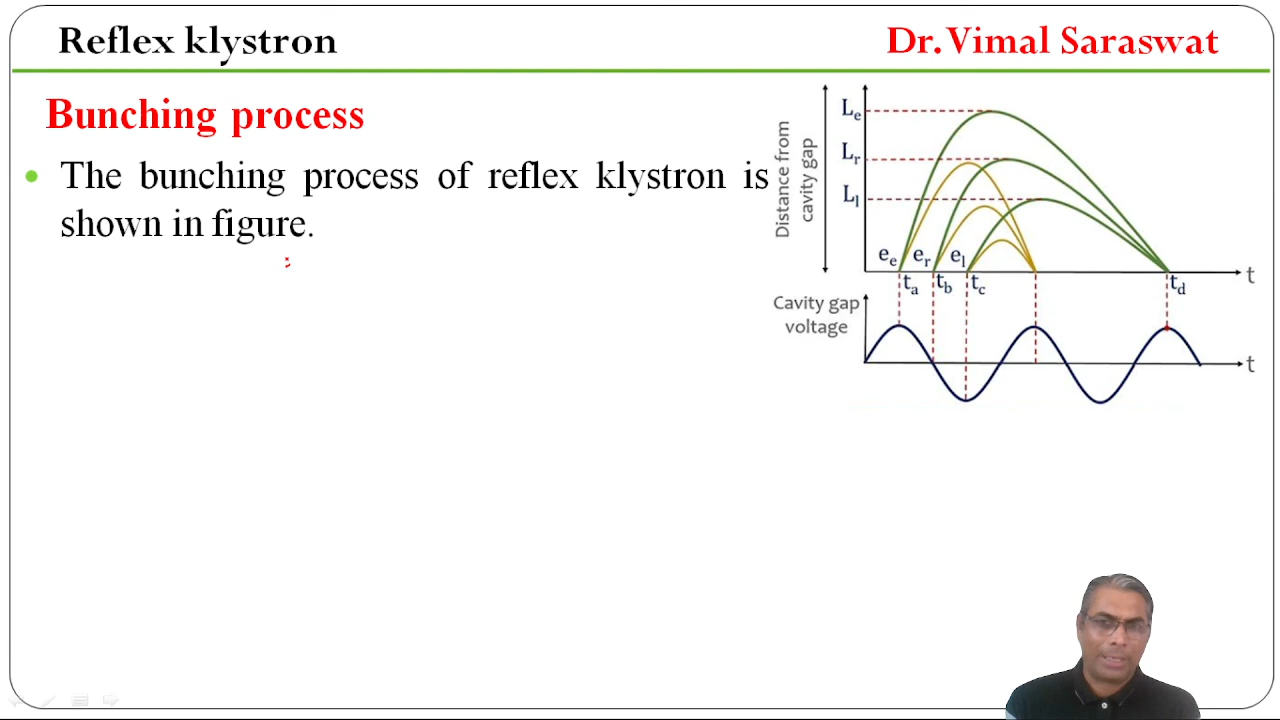 Reflex klystron
Dr. Vimal Saraswat
Bunching process
The bunching process of reflex klystron is
shown in figure.
Distance from
cavity gap
Le
Lr
Ll
ee er el
t
ta tb tc td
Cavity gap
voltage
t